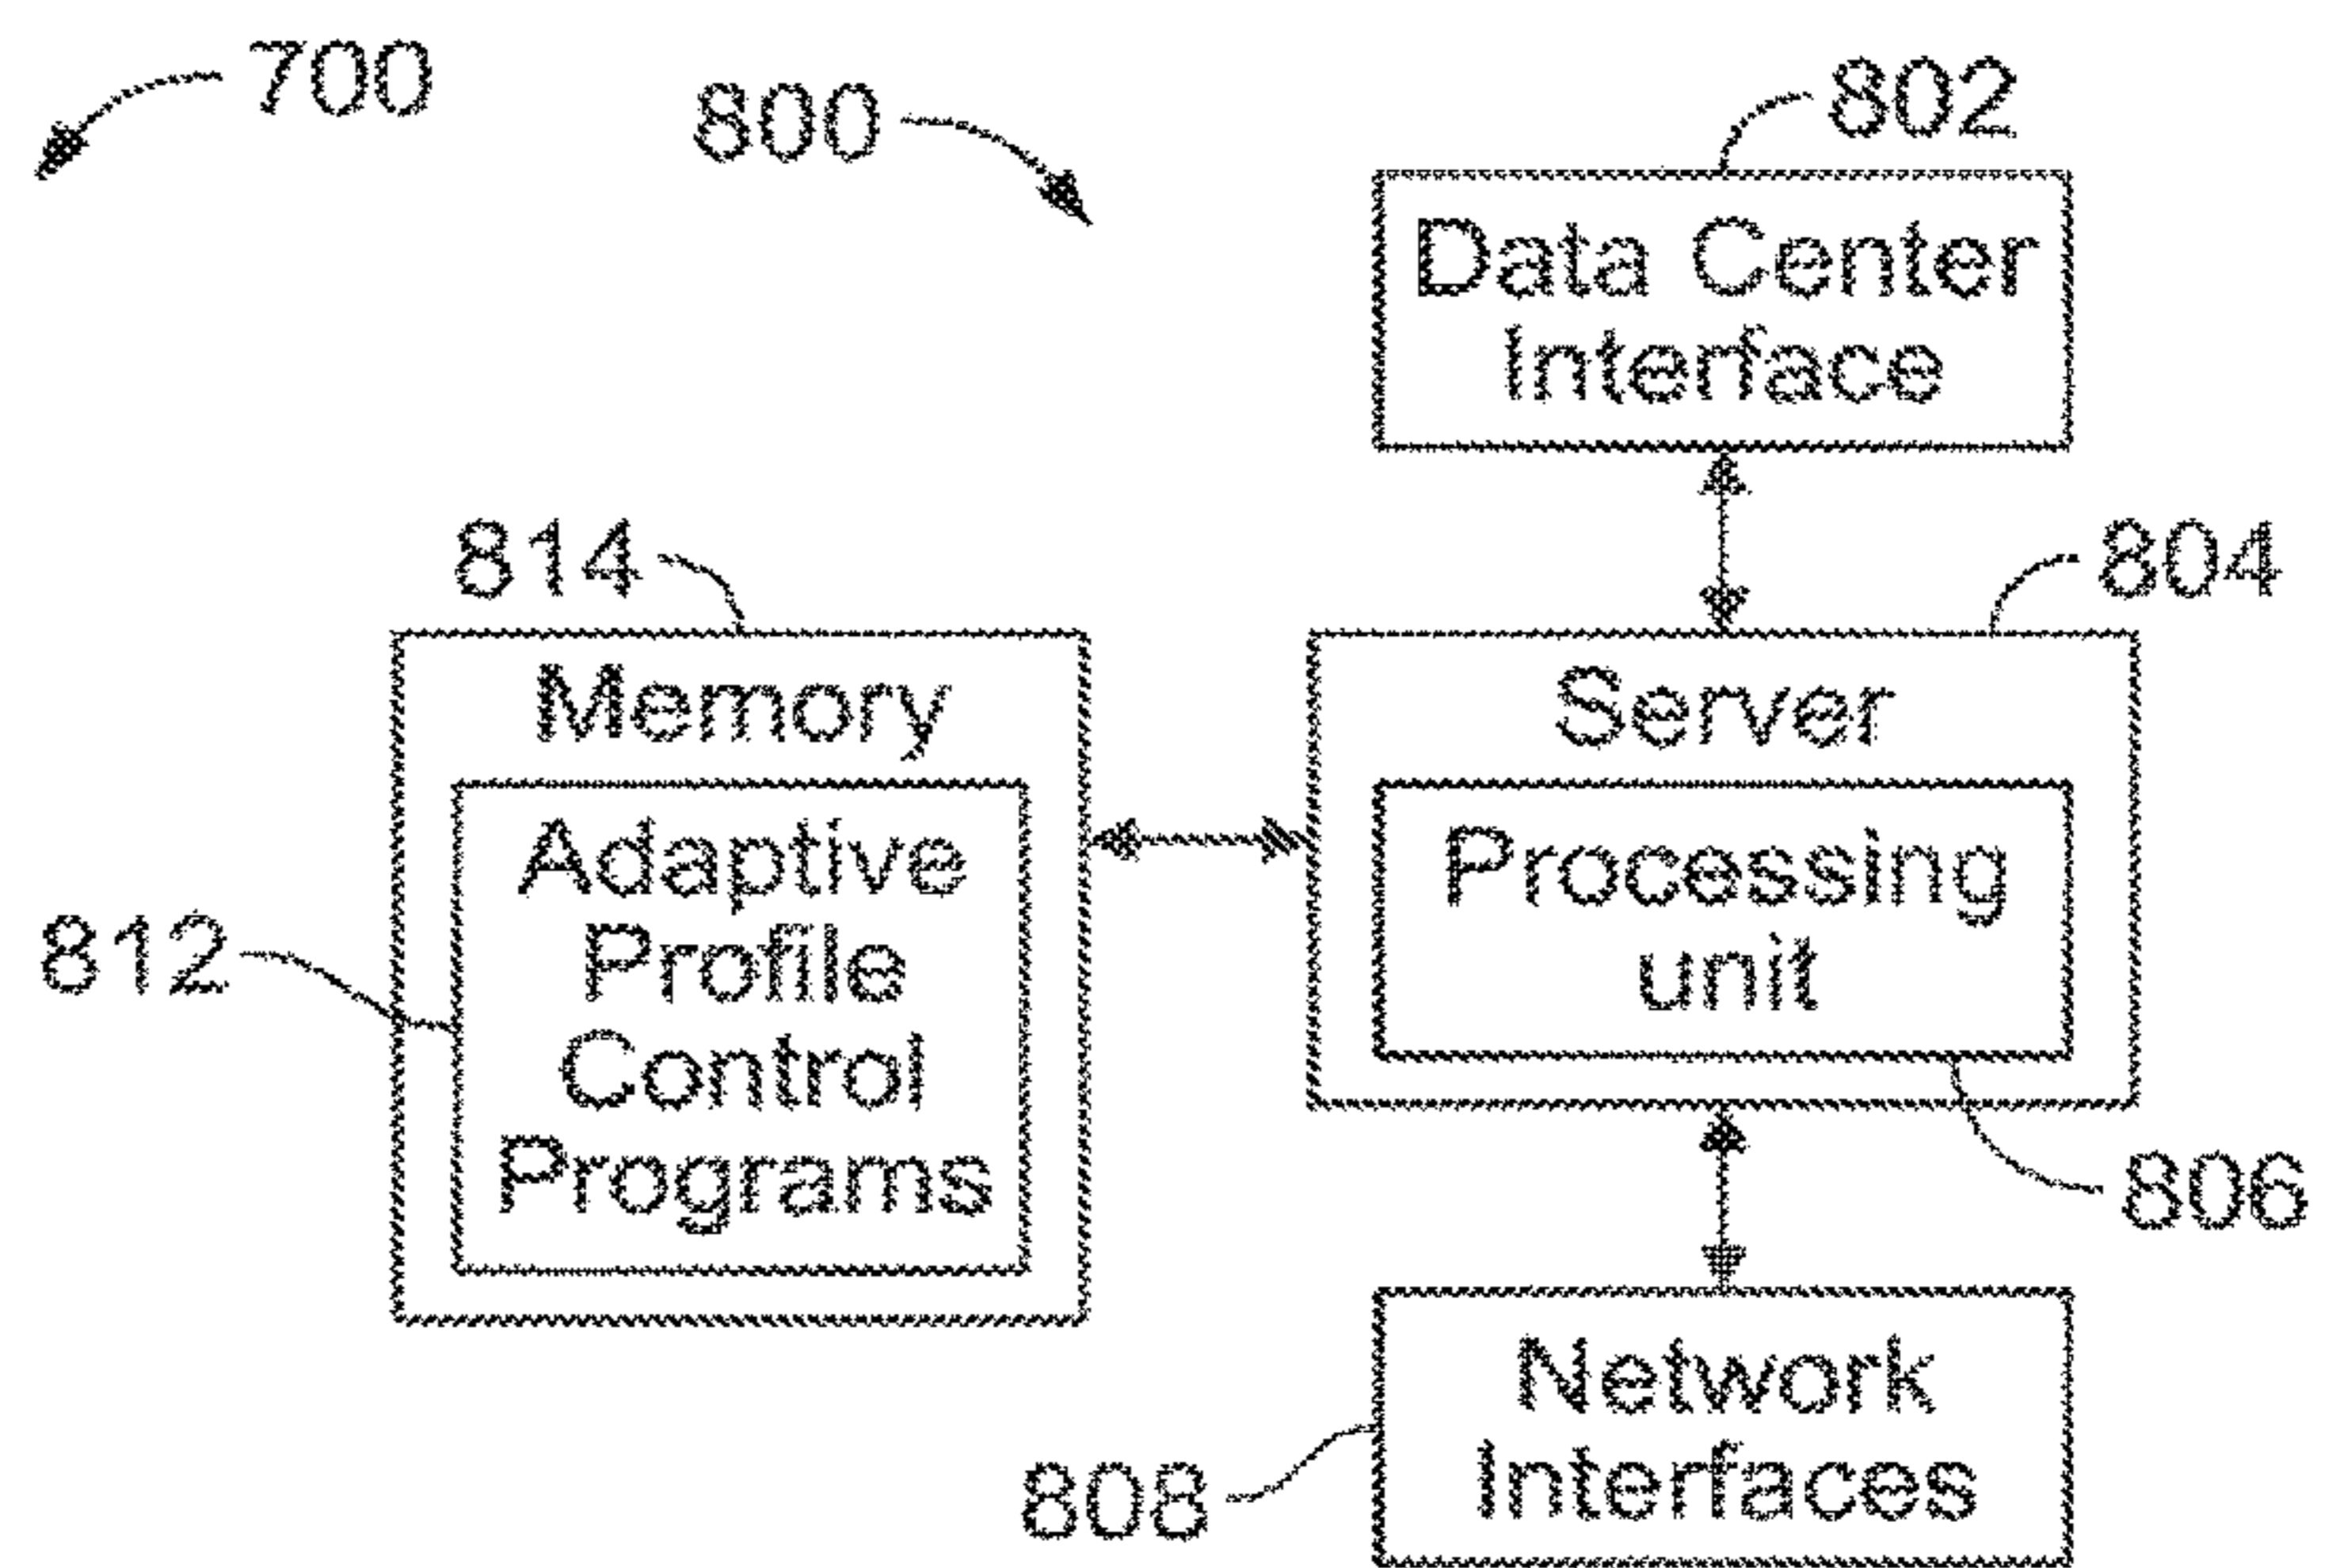 700
800
802
Data Center
Interface
814
804
Memory
Server
Adaptive
Profile
Control
Programs
812
Processing
unit
806
Network
Interfaces
808